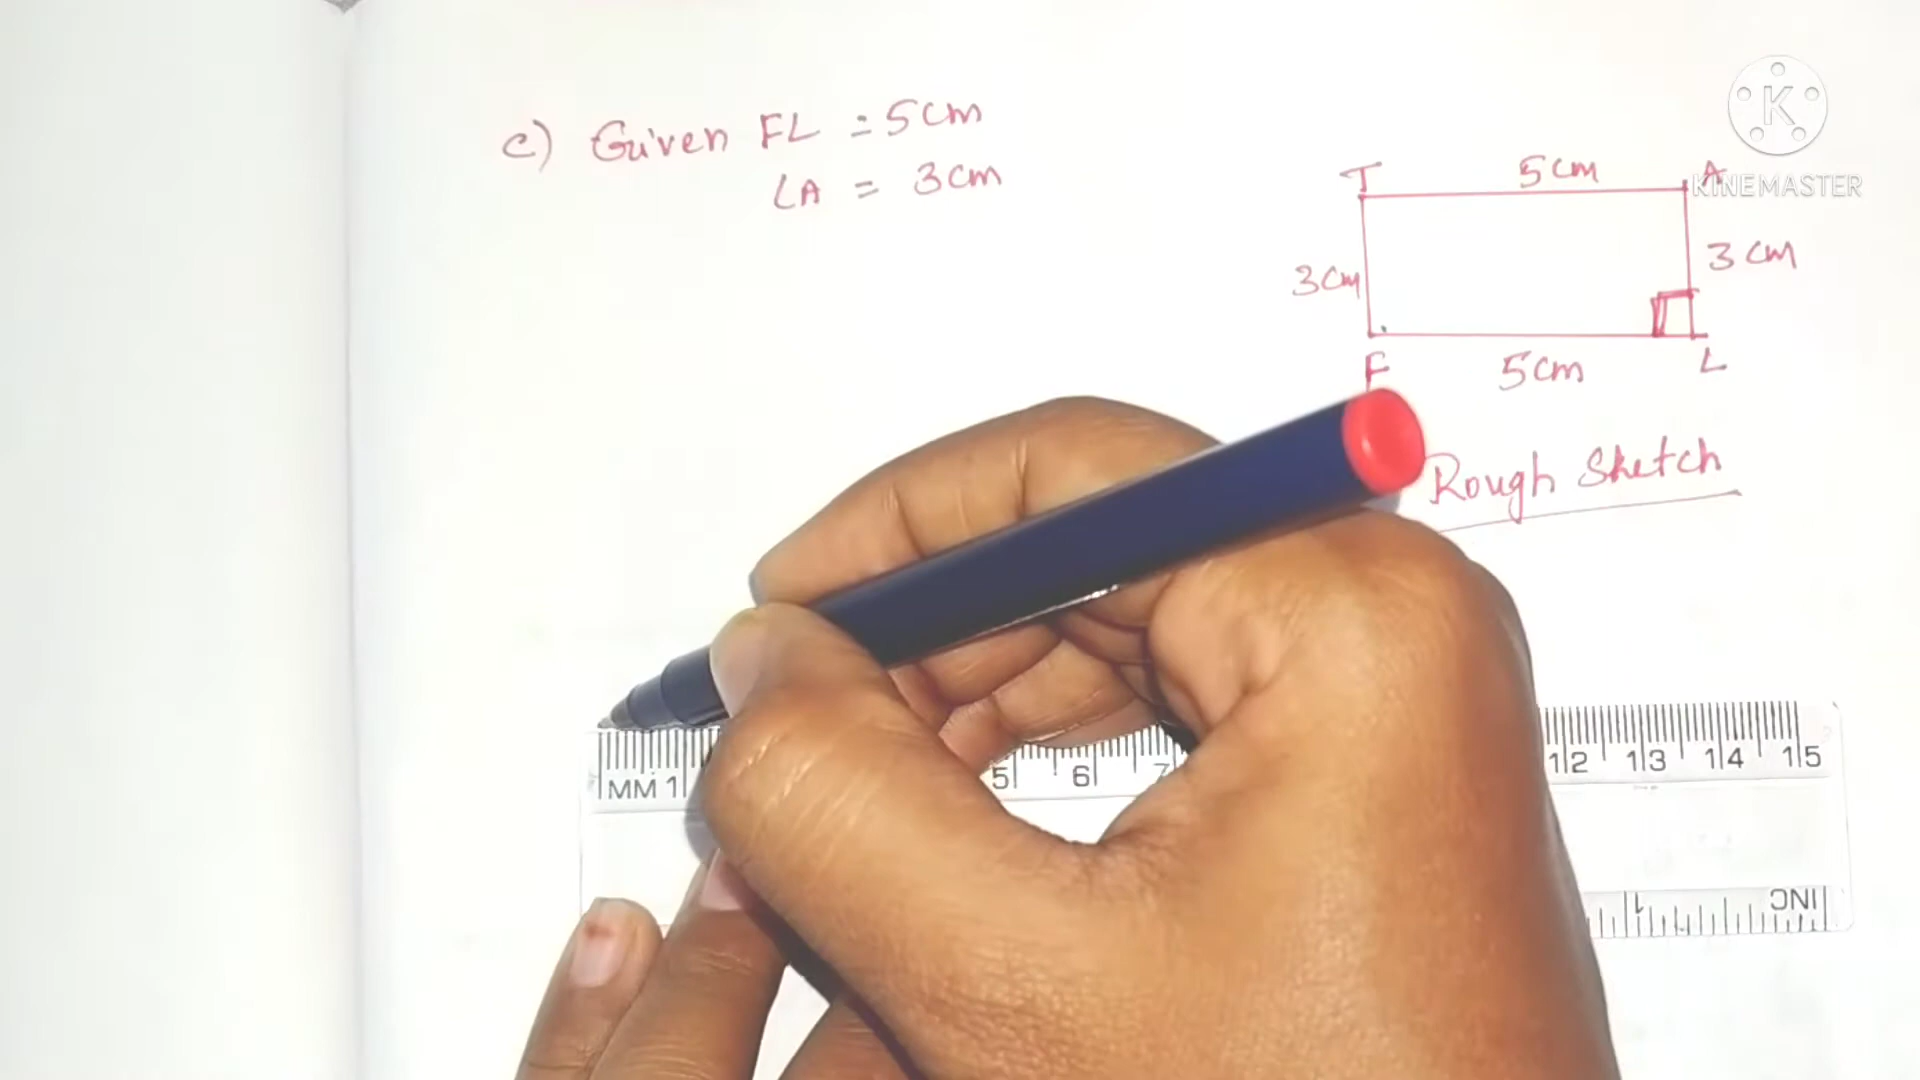 c) Given FL = 5cm
LA = 3cm
T 5cm A
3cm
3cm
F 5cm L
Rough Sketch
K
KINEMASTER
MM 1 5 6 7 12 13 14 15
1 INC